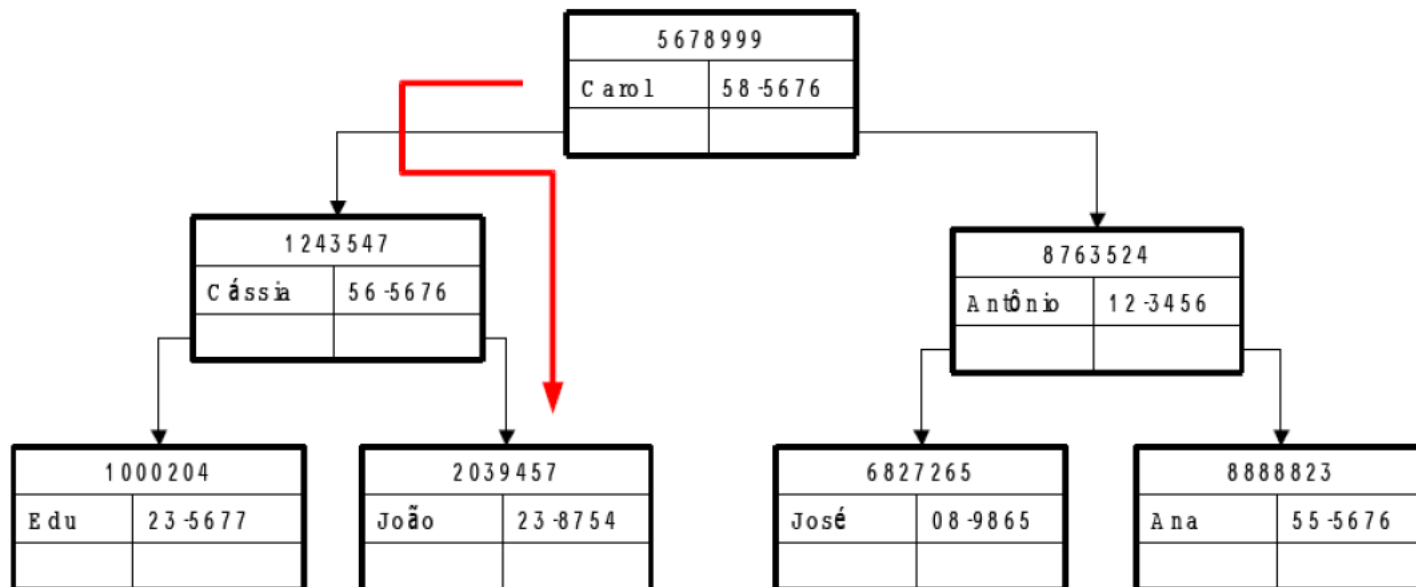 5678999
Carol 58-5676
1243547
Cássia 56-5676
8763524
Antônio 12-3456
1000204
Edu 23-5677
2039457
João 23-8754
6827265
José 08-9865
8888823
Ana 55-5676